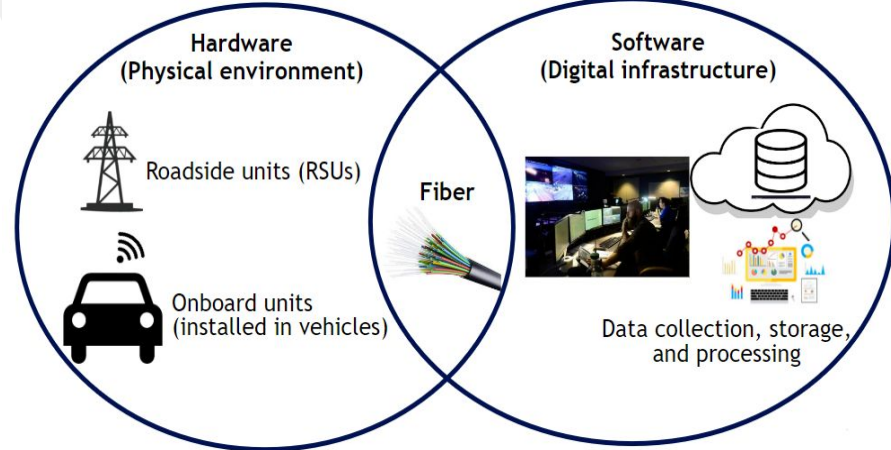 Hardware
(Physical environment)
Roadside units (RSUs)
Onboard units
(installed in vehicles)
Fiber
Software
(Digital infrastructure)
Data collection, storage,
and processing